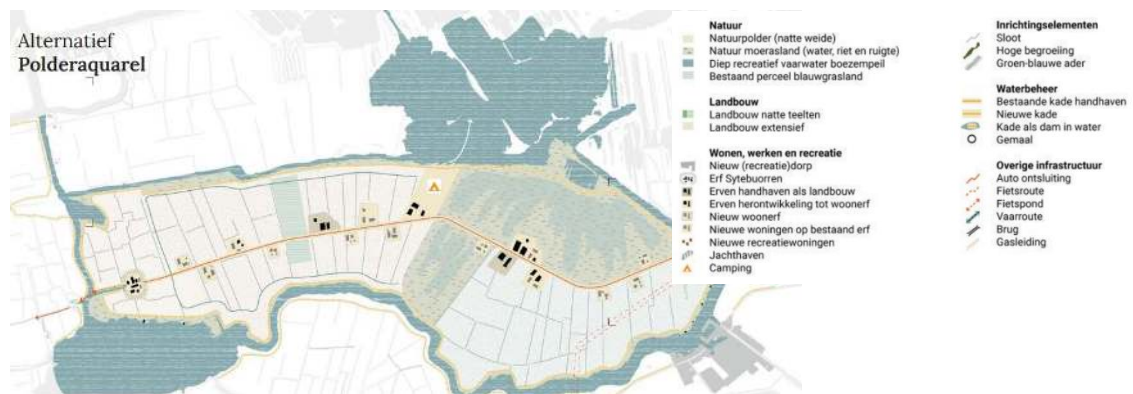 Alternatief
Polderaquarel
Natuur
Natuurpolder (natte weide)
Natuur moerasland (water, riet en ruigte)
Diep recreatief vaarwater boezempeil
Bestaand perceel blauwgrasland
Landbouw
Landbouw natte teelten
Landbouw extensief
Wonen, werken en recreatie
Nieuw (recreatie)dorp
Erf Sytebuorren
Erven handhaven als landbouw
Erven herontwikkeling tot woonerf
Nieuw woonerf
Nieuwe woningen op bestaand erf
Nieuwe recreatiewoningen
Jachthaven
Camping
Inrichtingselementen
Sloot
Hoge begroeiing
Groen-blauwe ader
Waterbeheer
Bestaande kade handhaven
Nieuwe kade
Kade als dam in water
Gemaal
Overige infrastructuur
Auto ontsluiting
Fietsroute
Fietspond
Vaarroute
Brug
Gasleiding